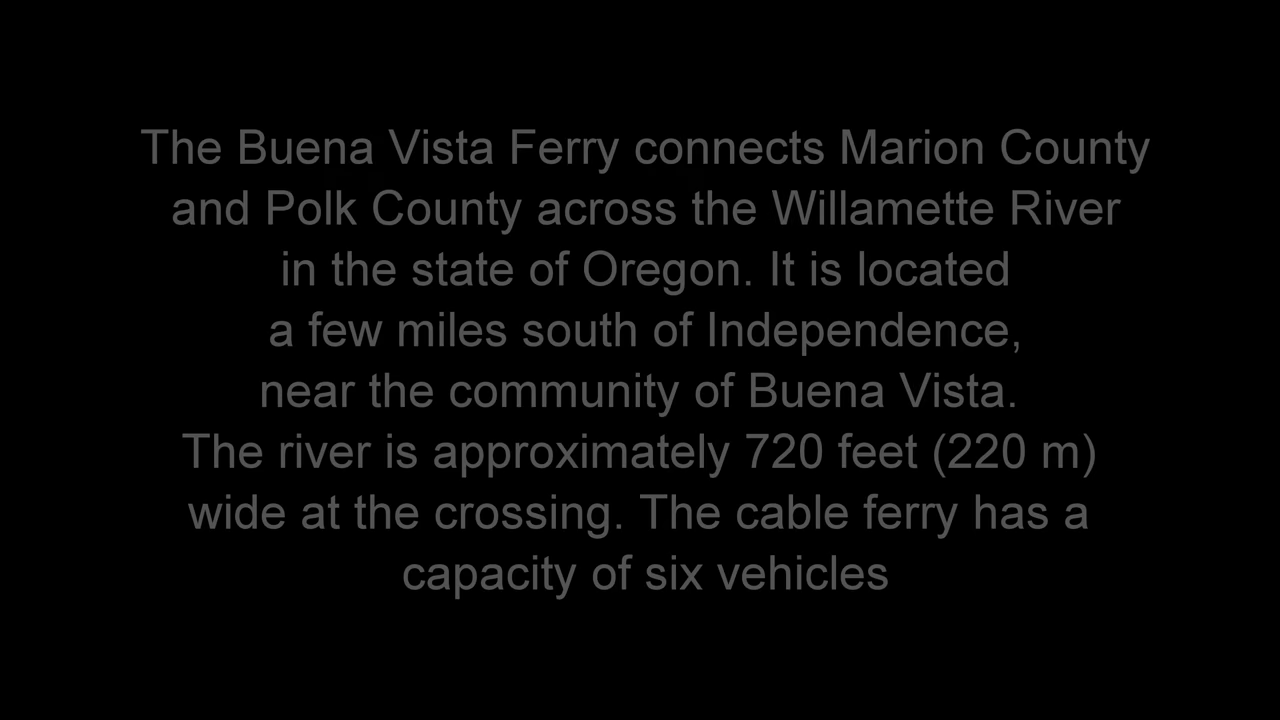 The Buena Vista Ferry connects Marion County
and Polk County across the Willamette River
in the state of Oregon. It is located
a few miles south of Independence,
near the community of Buena Vista.
The river is approximately 720 feet (220 m)
wide at the crossing. The cable ferry has a
capacity of six vehicles